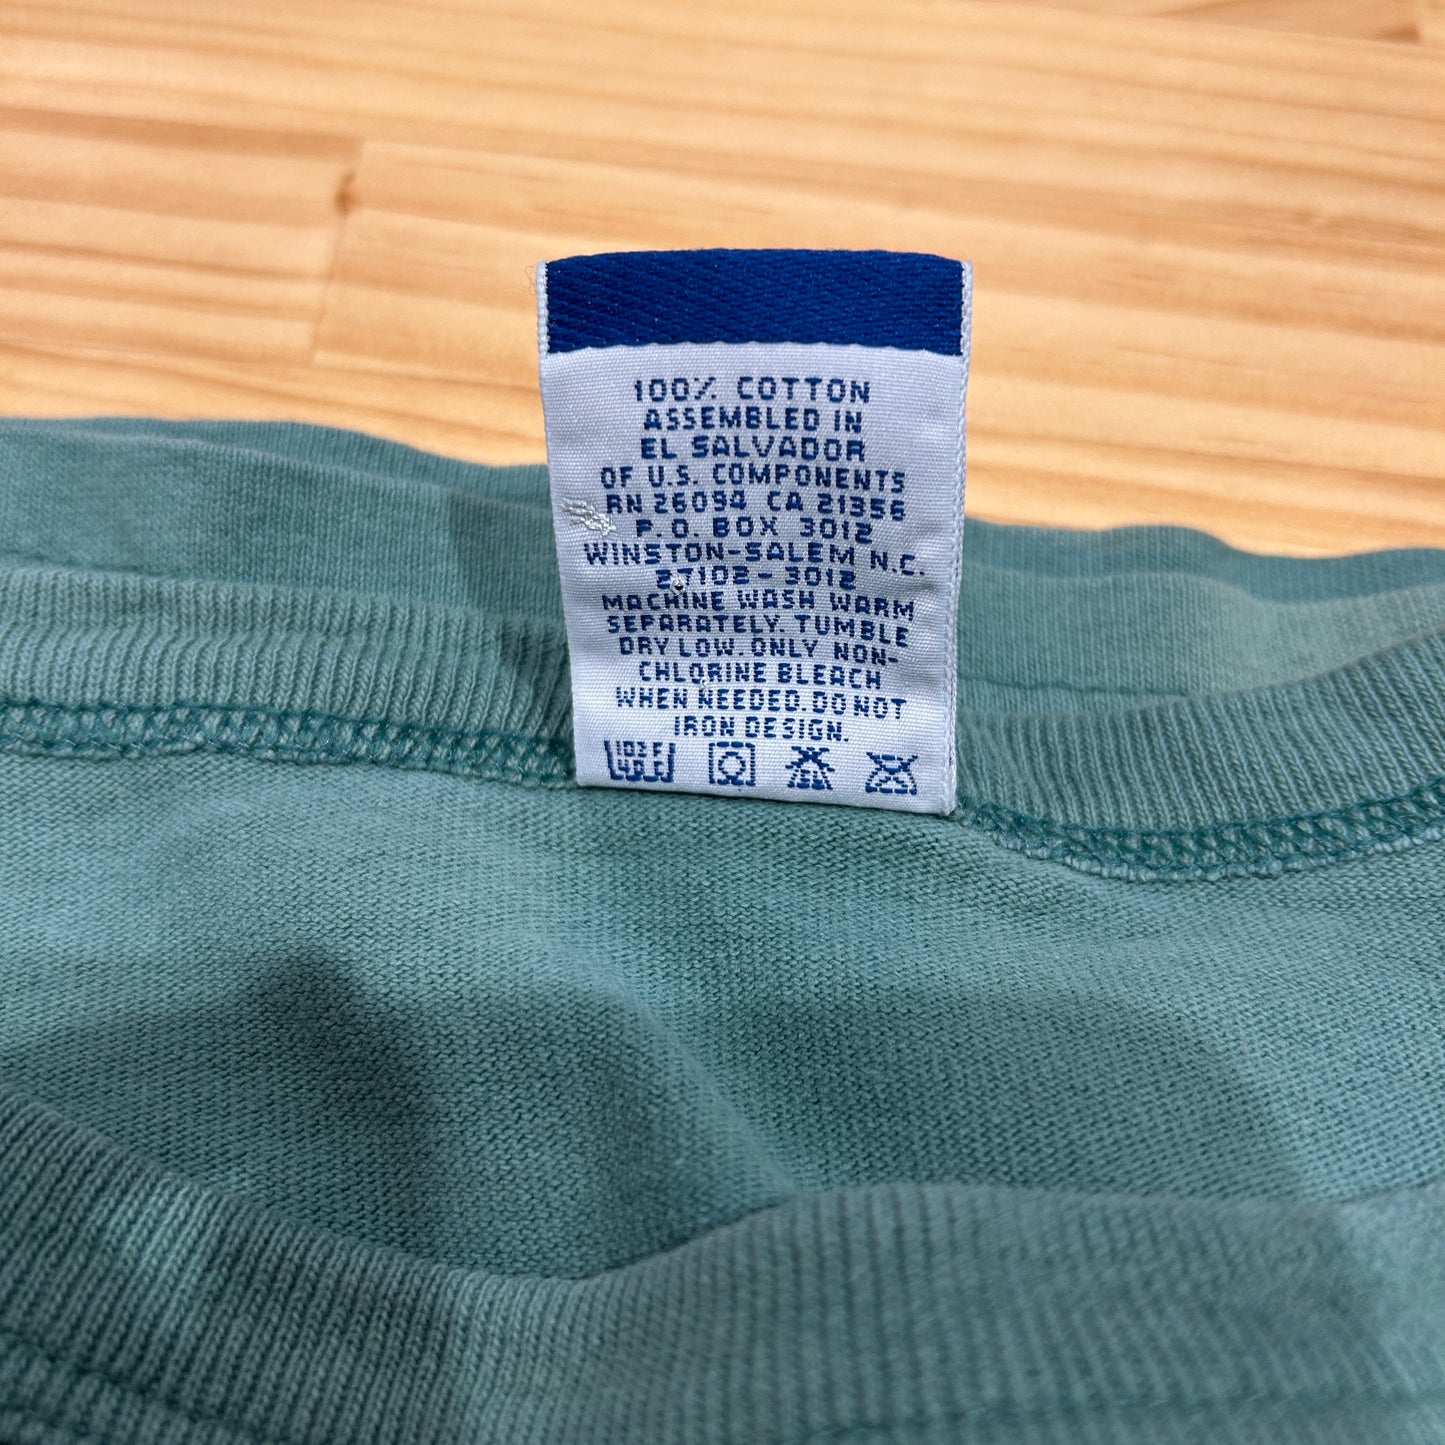 100% COTTON
ASSEMBLED IN
EL SALVADOR
OF U.S. COMPONENTS
RN 26094 CA 21356
P.O. BOX 3012
WINSTON-SALEM N.C.
27102-3012
MACHINE WASH WARM
SEPARATELY. TUMBLE
DRY LOW. ONLY NON-
CHLORINE BLEACH
WHEN NEEDED. DO NOT
IRON DESIGN.